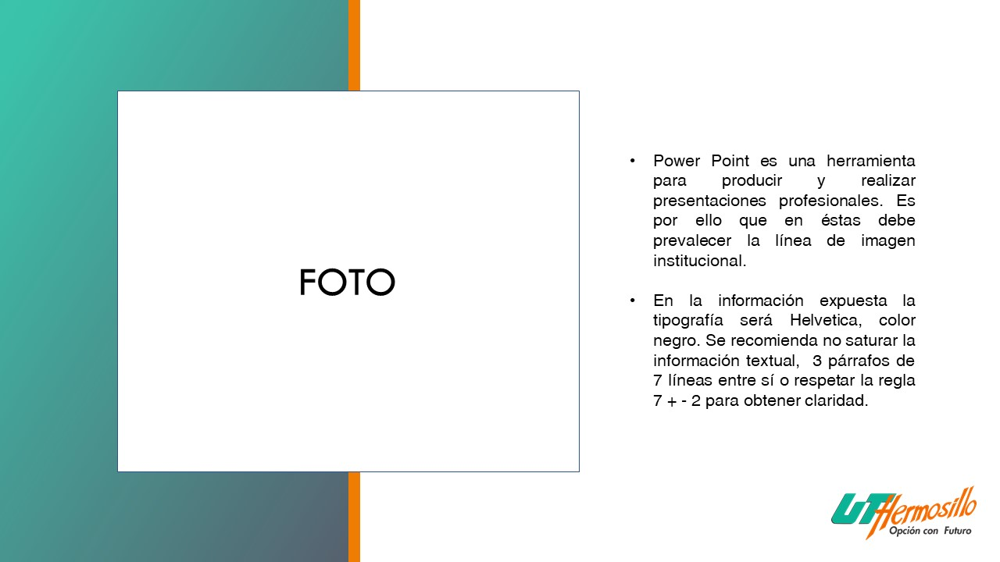 FOTO
• Power Point es una herramienta
para producir y realizar
presentaciones profesionales. Es
por ello que en éstas debe
prevalecer la línea de imagen
institucional.
• En la información expuesta la
tipografía será Helvetica, color
negro. Se recomienda no saturar la
información textual, 3 párrafos de
7 líneas entre sí o respetar la regla
7 + - 2 para obtener claridad.
UTHermosillo
Opción con Futuro